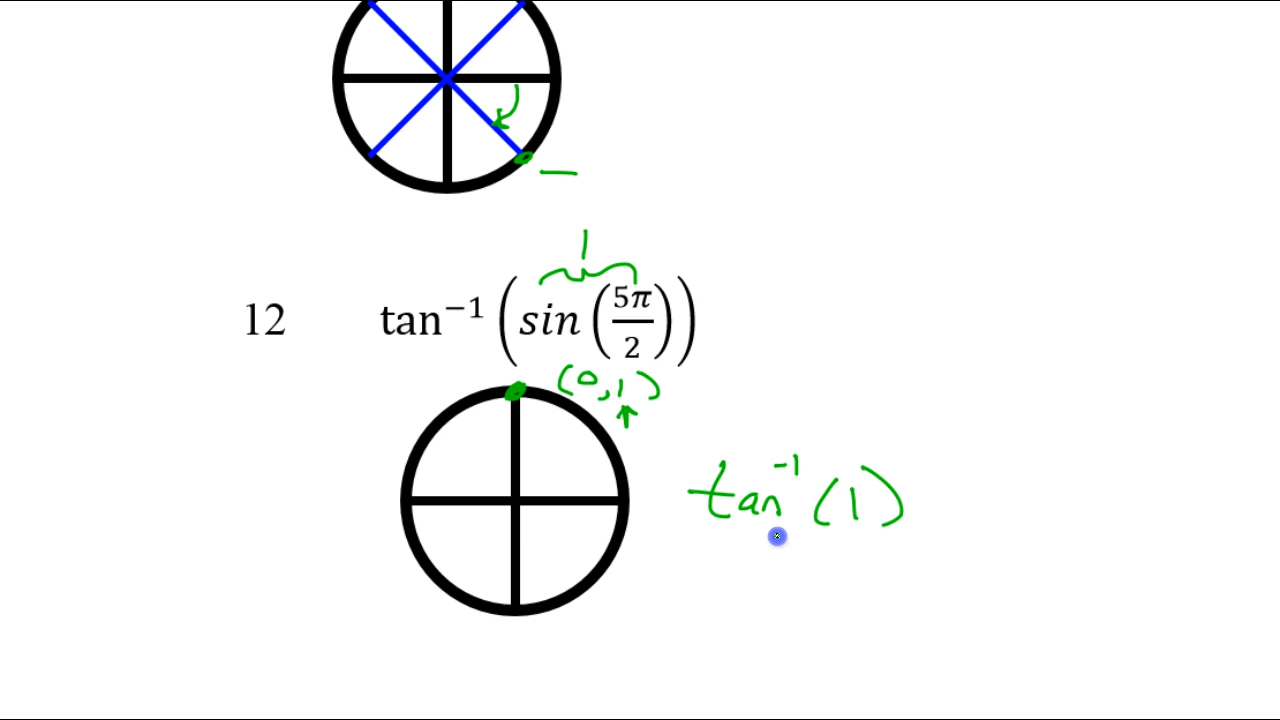 1
12 tan⁻¹ (sin (5π/2))
(0,1)
tan⁻¹ (1)